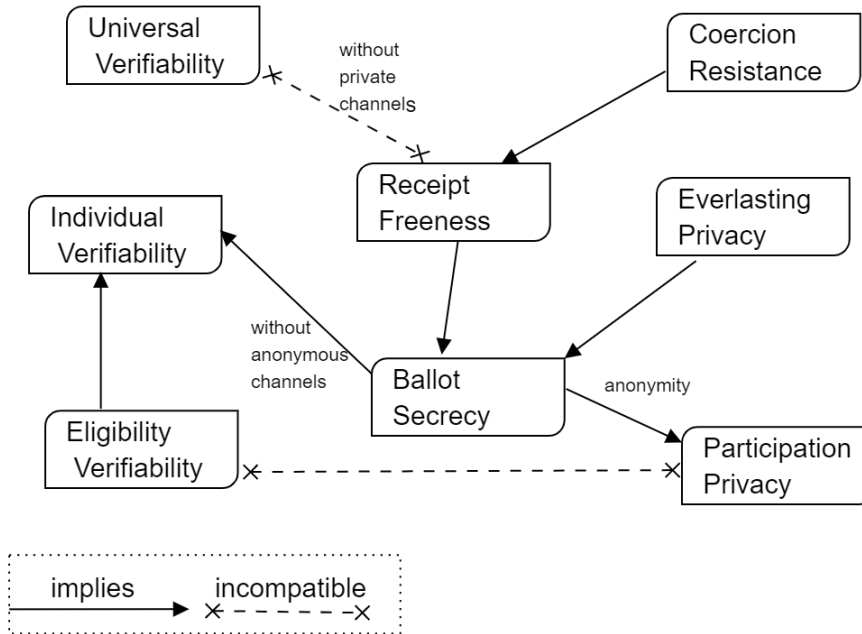 Universal
Verifiability
without
private
channels
Coercion
Resistance
Receipt
Freeness
Individual
Verifiability
Everlasting
Privacy
without
anonymous
channels
Ballot
Secrecy
anonymity
Eligibility
Verifiability
Participation
Privacy
implies
incompatible